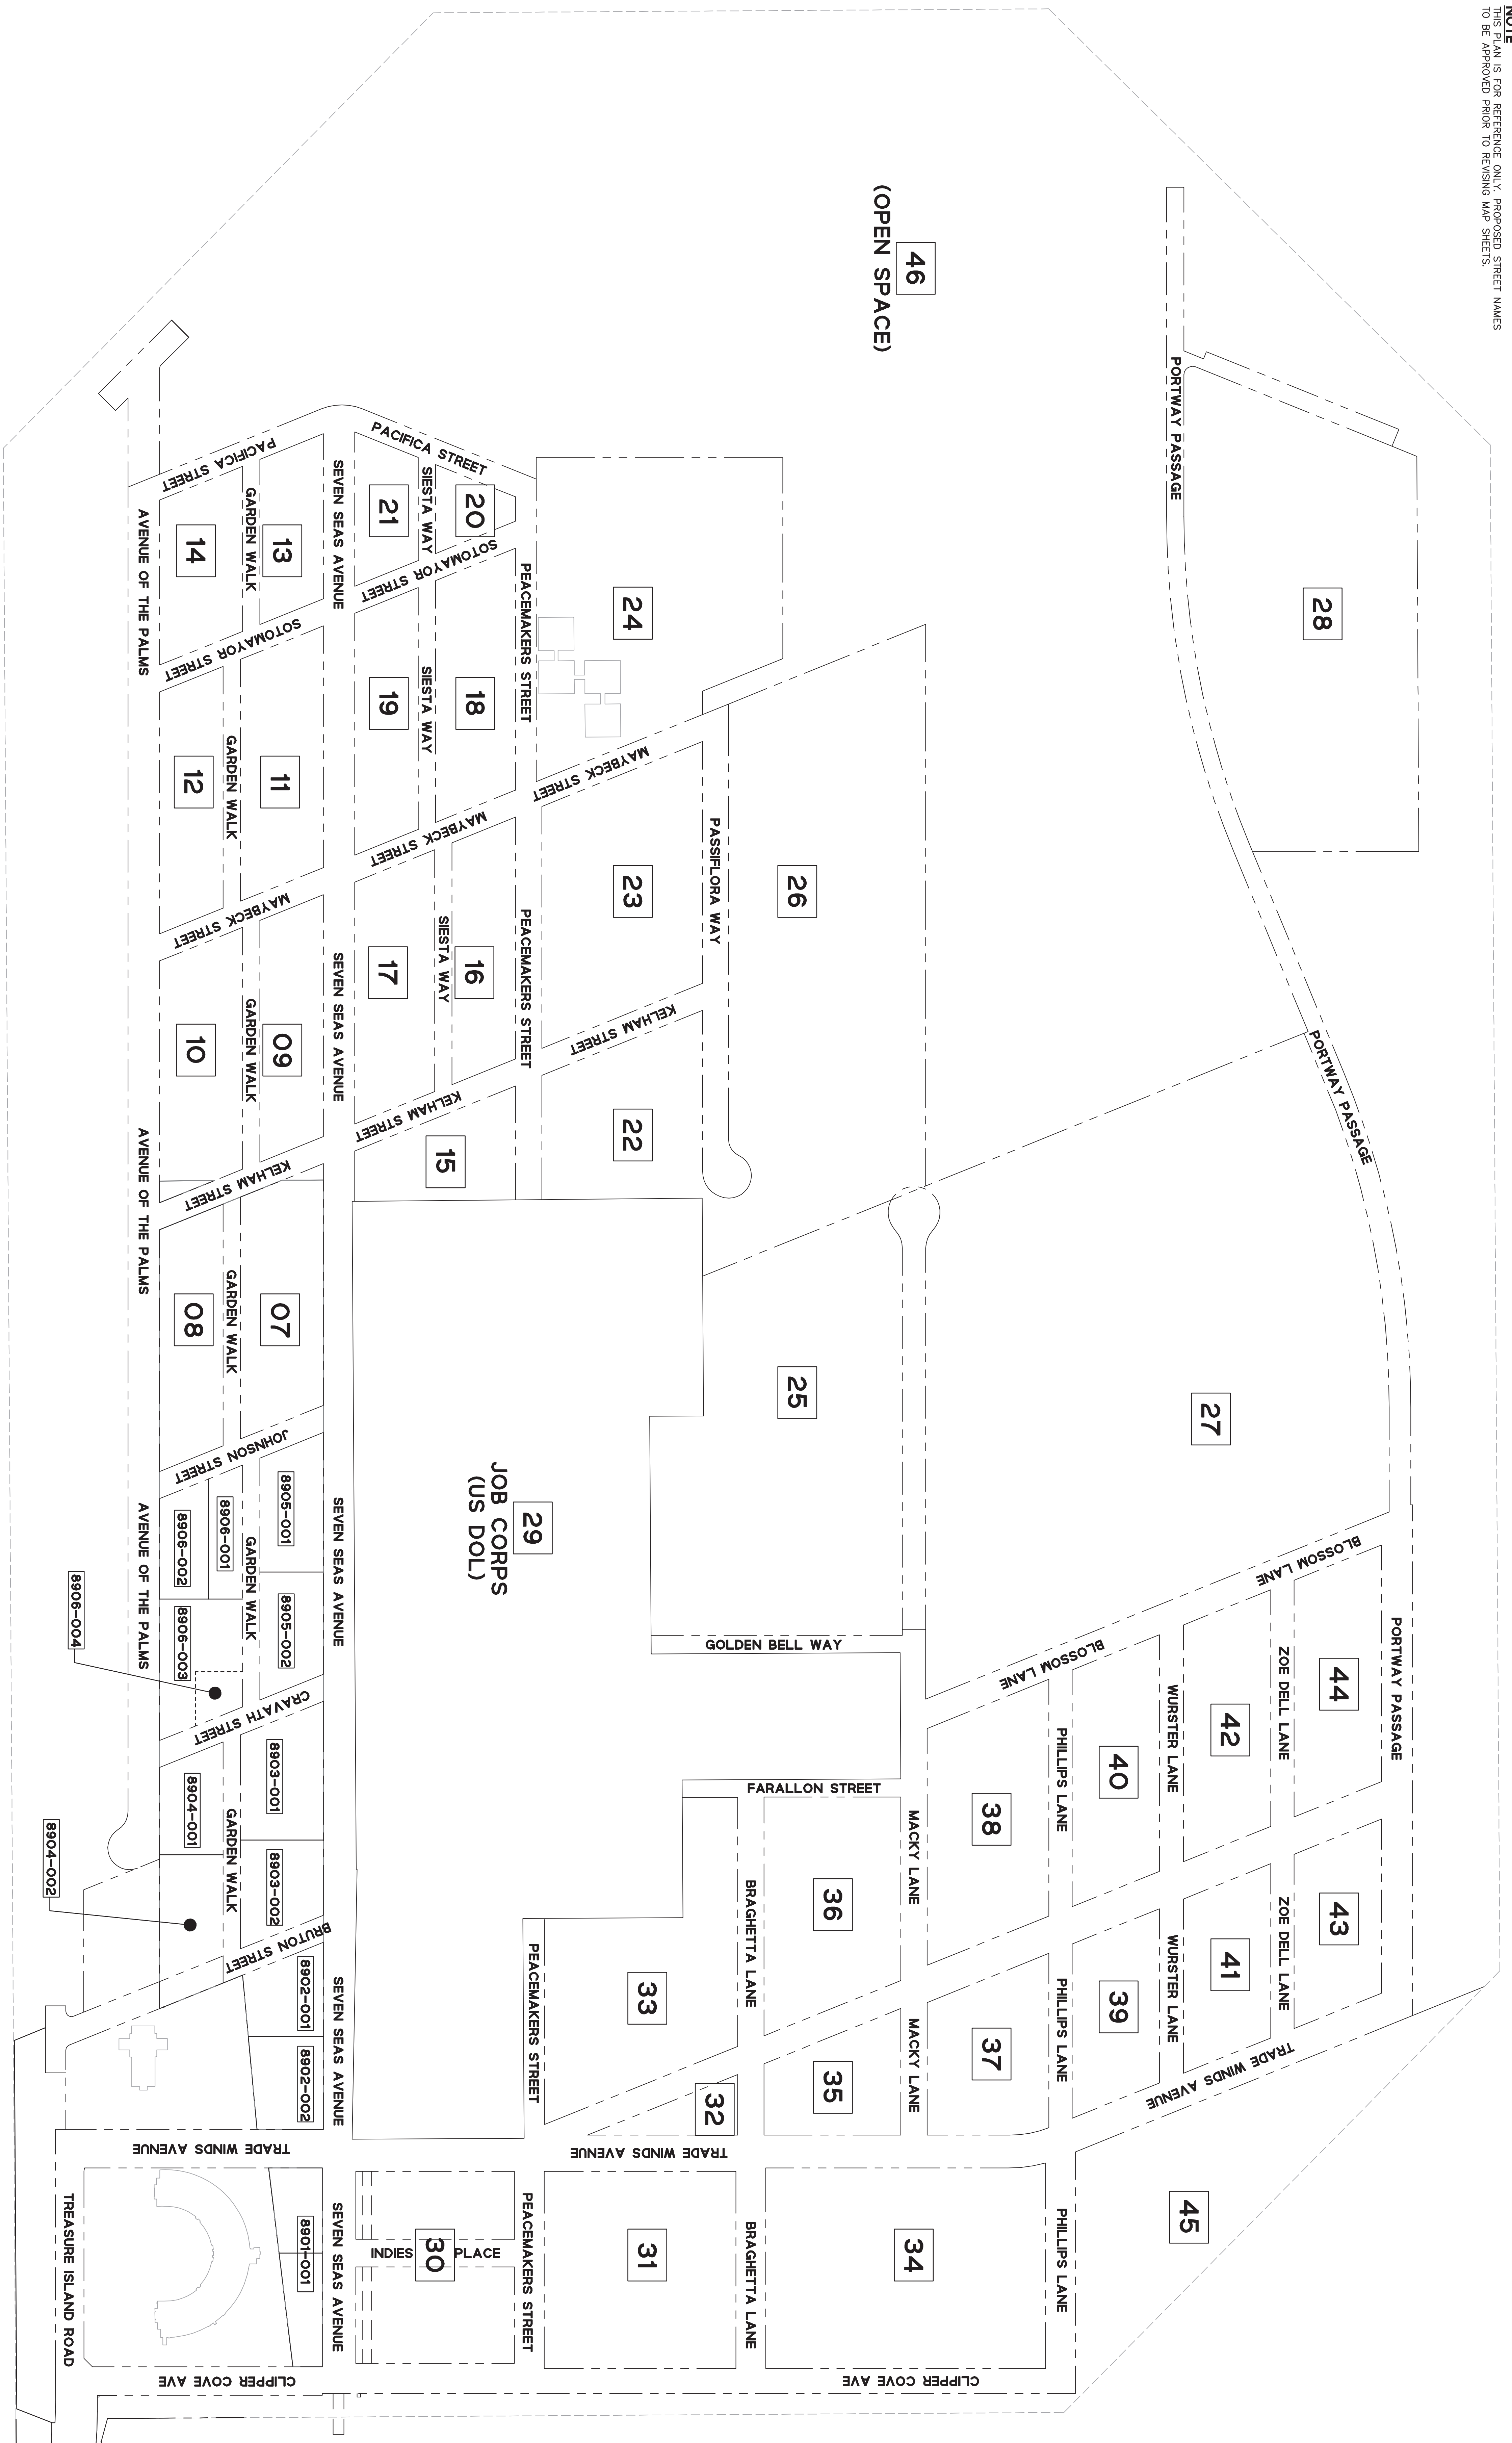 NOTE
THIS PLAN IS FOR REFERENCE ONLY. PROPOSED STREET NAMES
TO BE APPROVED PRIOR TO REVISING MAP SHEETS.
46
(OPEN SPACE)
PORTWAY PASSAGE
28
PACIFICA STREET
PACIFICA STREET
SEVEN SEAS AVENUE
AVENUE OF THE PALMS
GARDEN WALK
14
13
21
SIESTA WAY
20
SOTOMAYOR STREET
SOTOMAYOR STREET
PEACEMAKERS STREET
24
12
GARDEN WALK
11
19
SIESTA WAY
18
MAYBECK STREET
MAYBECK STREET
MAYBECK STREET
PASSIFLORA WAY
23
26
PORTWAY PASSAGE
10
GARDEN WALK
09
SEVEN SEAS AVENUE
17
SIESTA WAY
16
PEACEMAKERS STREET
KELHAM STREET
KELHAM STREET
KELHAM STREET
15
22
AVENUE OF THE PALMS
08
GARDEN WALK
07
25
27
JOHNSON STREET
JOB CORPS
(US DOL)
29
8905-001
8906-001
8906-002
GARDEN WALK
AVENUE OF THE PALMS
SEVEN SEAS AVENUE
8905-002
8906-003
8906-004
CRAVATH STREET
GOLDEN BELL WAY
BLOSSOM LANE
BLOSSOM LANE
PORTWAY PASSAGE
44
ZOE DELL LANE
42
WURSTER LANE
40
PHILLIPS LANE
38
FARALLON STREET
MACKY LANE
8903-001
8904-001
GARDEN WALK
8903-002
8904-002
BRUTON STREET
36
BRAGHETTA LANE
33
PEACEMAKERS STREET
43
ZOE DELL LANE
41
WURSTER LANE
39
PHILLIPS LANE
37
MACKY LANE
35
32
8902-001
8902-002
SEVEN SEAS AVENUE
TRADE WINDS AVENUE
TRADE WINDS AVENUE
TRADE WINDS AVENUE
45
TREASURE ISLAND ROAD
8901-001
SEVEN SEAS AVENUE
INDIES PLACE
30
PEACEMAKERS STREET
31
BRAGHETTA LANE
34
PHILLIPS LANE
CLIPPER COVE AVE
CLIPPER COVE AVE